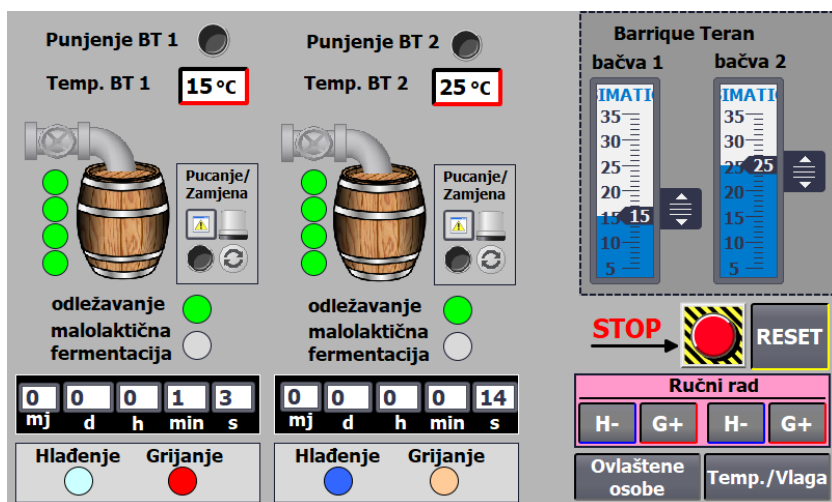 Punjenje BT 1
Temp. BT 1
15 °C
Pucanje/
Zamjena
odležavanje
malolaktična
fermentacija
0 0 0 1 3
mj d h min s
Hlađenje Grijanje
Punjenje BT 2
Temp. BT 2
25 °C
Pucanje/
Zamjena
odležavanje
malolaktična
fermentacija
0 0 0 0 14
mj d h min s
Hlađenje Grijanje
Barrique Teran
bačva 1
SIMATIC
35
30
25
20
15 15
10
5
bačva 2
SIMATIC
35
30
25 25
20
15
10
5
STOP
RESET
Ručni rad
H- G+ H- G+
Ovlaštene
osobe
Temp./Vlaga